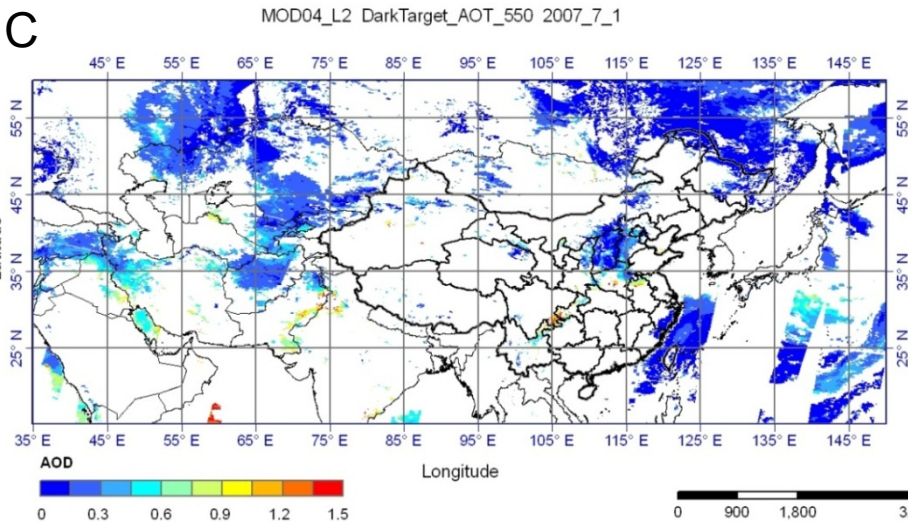 MOD04_L2 DarkTarget_AOT_550 2007_7_1
C
45° E 55° E 65° E 75° E 85° E 95° E 105° E 115° E 125° E 135° E 145° E
55° N 55° N
45° N 45° N
35° N 35° N
25° N 25° N
35° E 45° E 55° E 65° E 75° E 85° E 95° E 105° E 115° E 125° E 135° E 145° E
AOD
Longitude
0 0.3 0.6 0.9 1.2 1.5
0 900 1,800